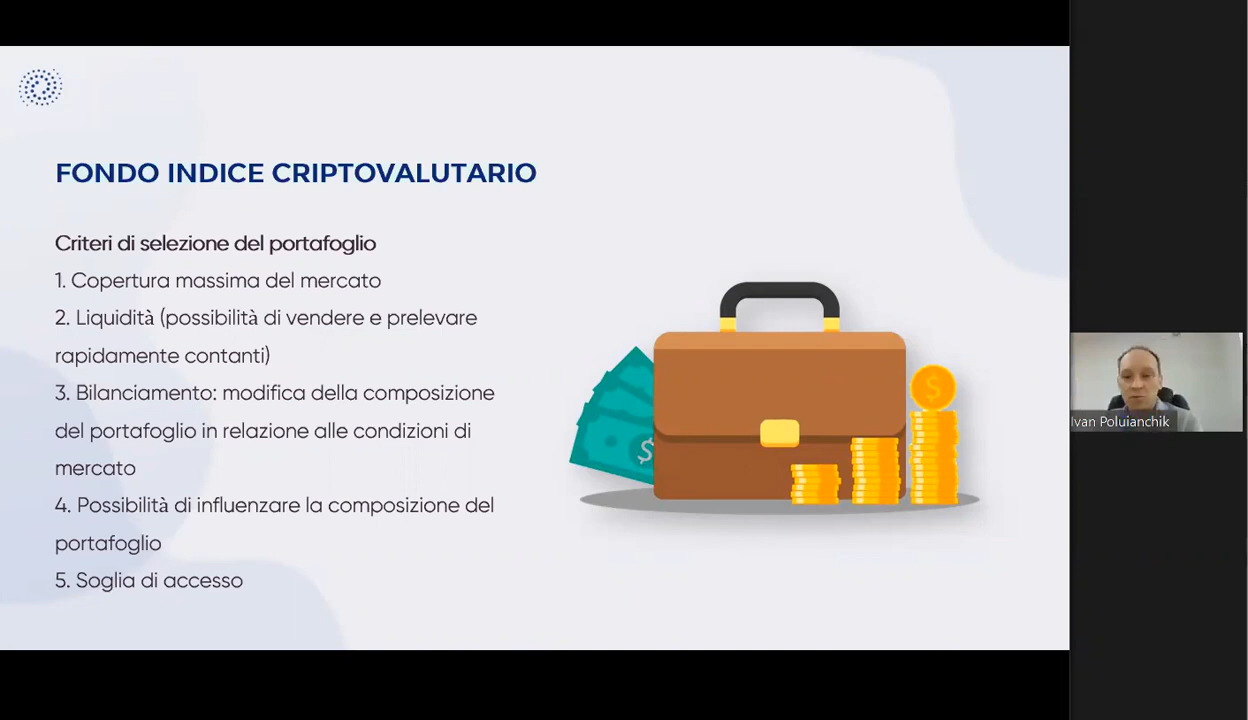 FONDO INDICE CRIPTOVALUTARIO
Criteri di selezione del portafoglio
1. Copertura massima del mercato
2. Liquidità (possibilità di vendere e prelevare
rapidamente contanti)
3. Bilanciamento: modifica della composizione
del portafoglio in relazione alle condizioni di
mercato
4. Possibilità di influenzare la composizione del
portafoglio
5. Soglia di accesso
$
$
Ivan Poluianchik